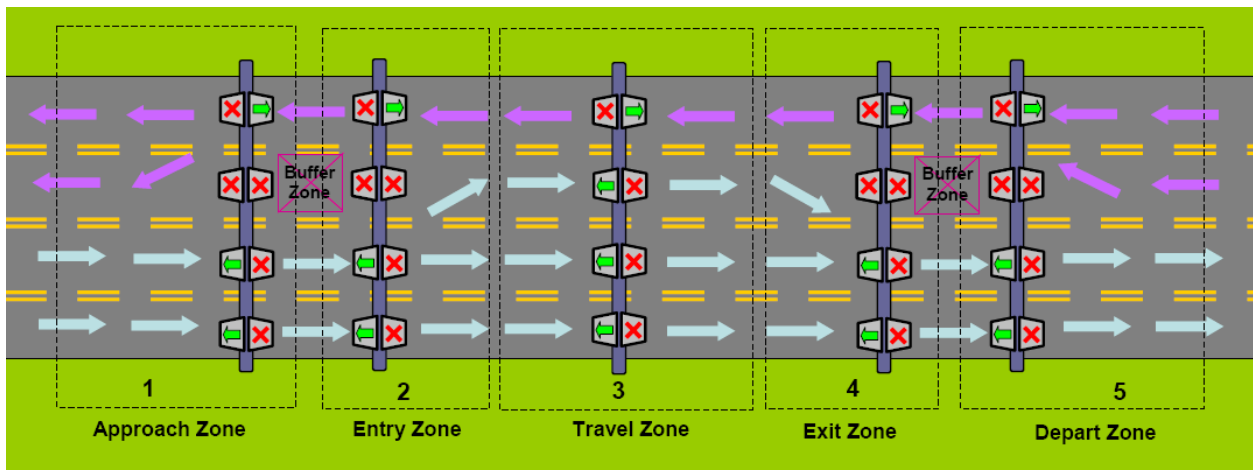 Buffer
Zone
Buffer
Zone
1
2
3
4
5
Approach Zone
Entry Zone
Travel Zone
Exit Zone
Depart Zone